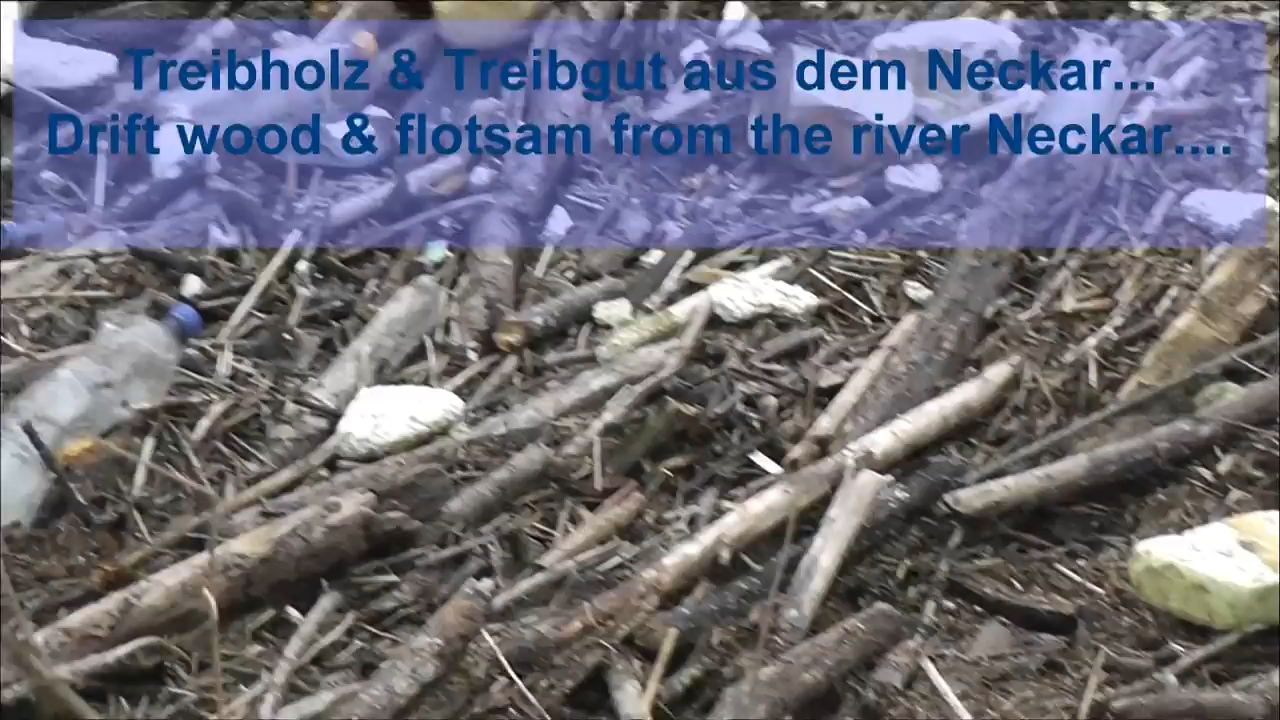 Treibholz & Treibgut aus dem Neckar...
Drift wood & flotsam from the river Neckar....